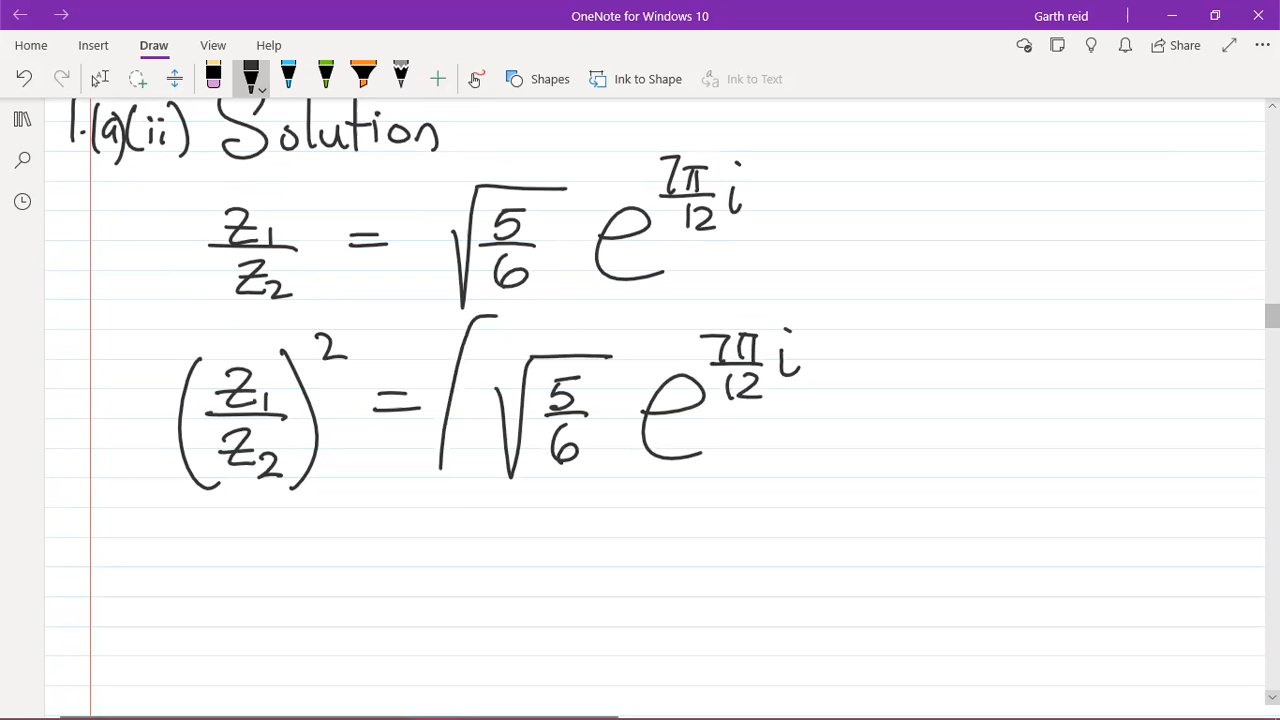 OneNote for Windows 10
Garth reid
Home Insert Draw View Help
Share
Shapes Ink to Shape Ink to Text
1.(a)(ii) Solution
z₁/z₂ = √(5/6) e^(7π/12 i)
(z₁/z₂)² = [ √(5/6) e^(7π/12 i)